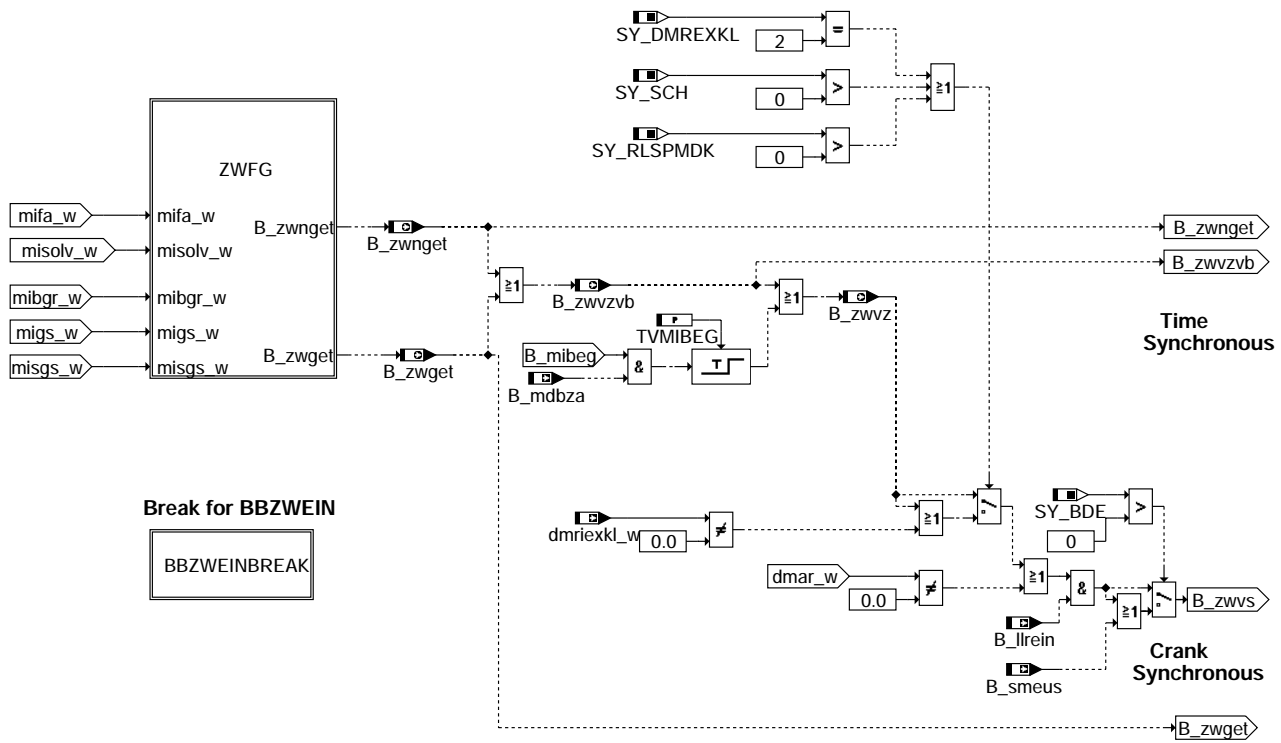 SY_DMREXKL
2
=
SY_SCH
0
>
≧1
SY_RLSPMDK
0
>
ZWFG
mifa_w
mifa_w
B_zwnget
B_zwnget
B_zwnget
misolv_w
misolv_w
B_zwvzvb
≧1
B_zwvzvb
≧1
B_zwvz
mibgr_w
mibgr_w
P
TVMIBEG
Time
Synchronous
migs_w
migs_w
B_zwget
B_zwget
B_mibeg
&
T
misgs_w
misgs_w
B_mdbza
Break for BBZWEIN
BBZWEINBREAK
dmriexkl_w
0.0
≠
≧1
SY_BDE
0
>
dmar_w
0.0
≠
≧1
&
≧1
B_zwvs
B_llrein
B_smeus
Crank
Synchronous
B_zwget